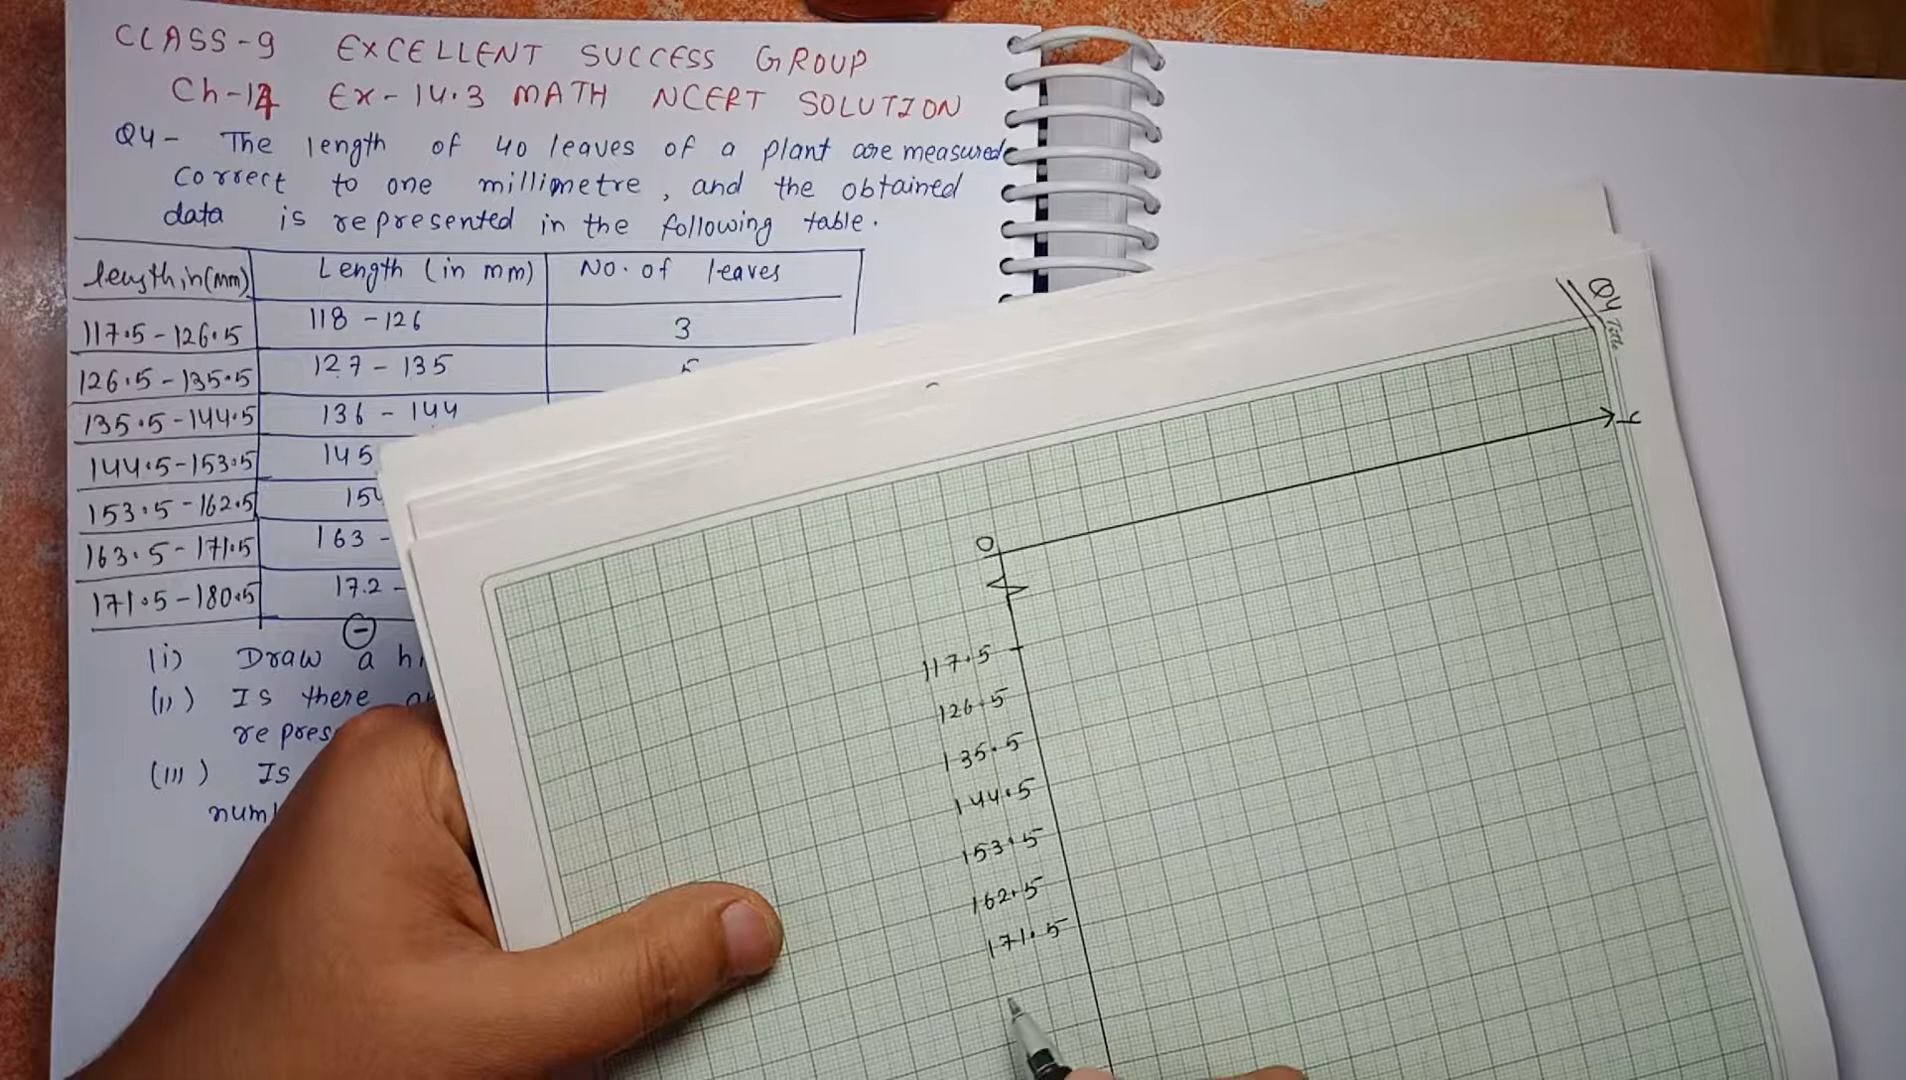 CLASS-9 EXCELLENT SUCCESS GROUP
Ch-14 Ex-14.3 MATH NCERT SOLUTION
Q4- The length of 40 leaves of a plant are measured
correct to one millimetre, and the obtained
data is represented in the following table.
length in (mm) Length (in mm) No. of leaves
117.5-126.5 118-126 3
126.5-135.5 127-135
135.5-144.5 136-144
144.5-153.5 145
153.5-162.5
163.5-171.5 163-
171.5-180.5 17.2-
(i) Draw a
(ii) Is there
(iii) Is
Q4 Title
Y
0
117.5
126.5
135.5
144.5
153.5
162.5
171.5